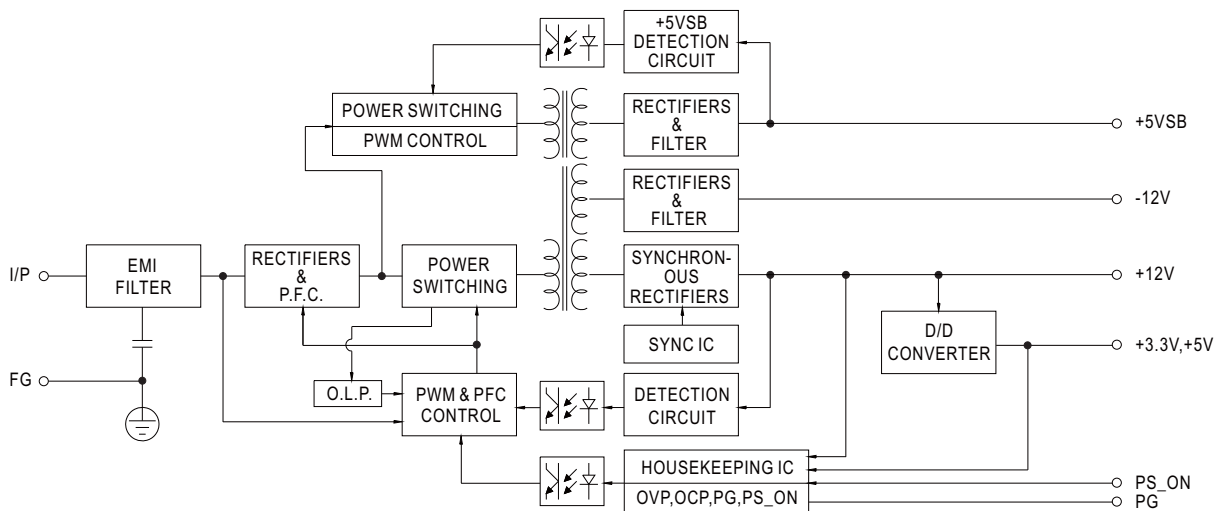 +5VSB
DETECTION
CIRCUIT
POWER SWITCHING
PWM CONTROL
RECTIFIERS
&
FILTER
+5VSB
RECTIFIERS
&
FILTER
-12V
I/P
EMI
FILTER
RECTIFIERS
&
P.F.C.
POWER
SWITCHING
SYNCHRON-
OUS
RECTIFIERS
+12V
SYNC IC
D/D
CONVERTER
+3.3V,+5V
FG
O.L.P.
PWM & PFC
CONTROL
DETECTION
CIRCUIT
HOUSEKEEPING IC
OVP,OCP,PG,PS_ON
PS_ON
PG